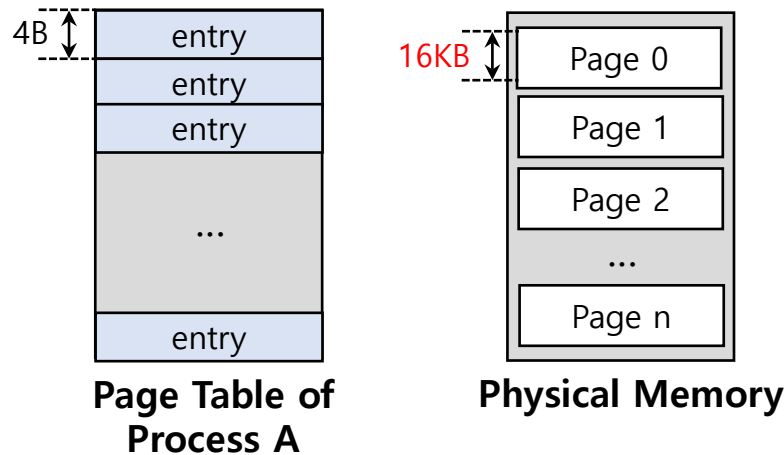 4B
entry
entry
entry
...
entry
Page Table of
Process A
16KB
Page 0
Page 1
Page 2
...
Page n
Physical Memory